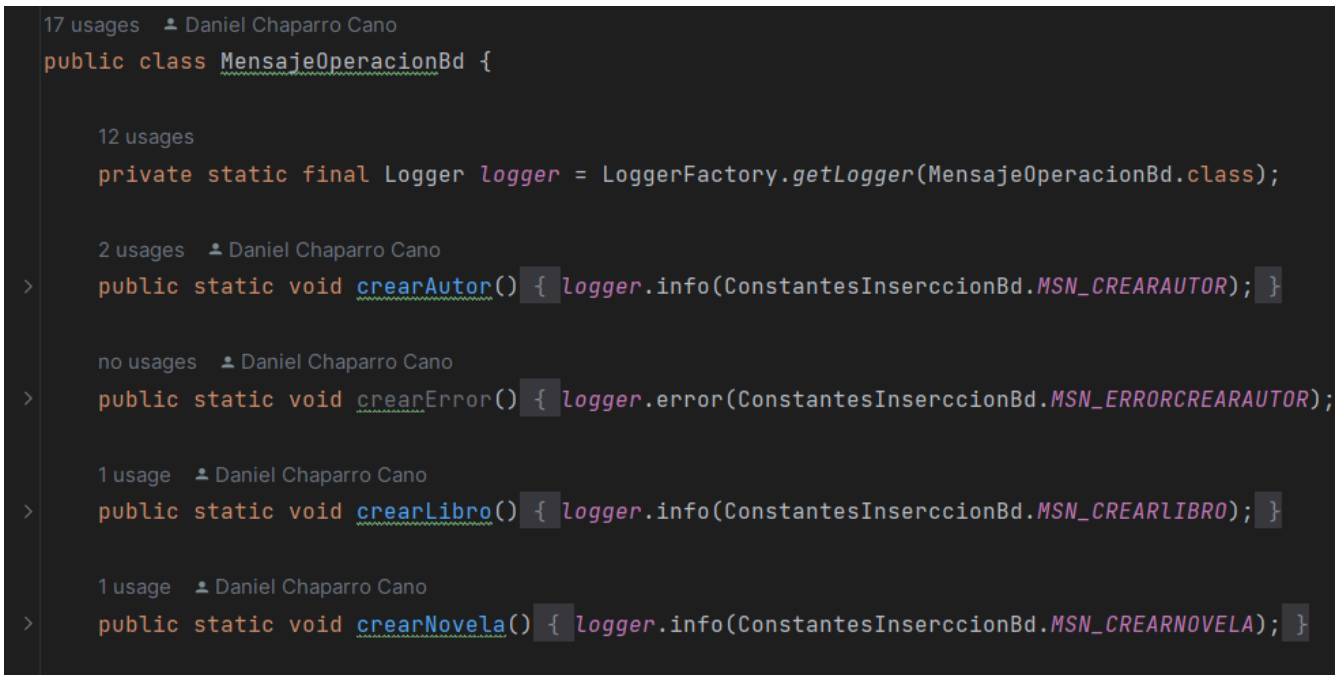 17 usages Daniel Chaparro Cano
public class MensajeOperacionBd {
12 usages
private static final Logger logger = LoggerFactory.getLogger(MensajeOperacionBd.class);
2 usages Daniel Chaparro Cano
public static void crearAutor() { logger.info(ConstantesInserccionBd.MSN_CREARAUTOR); }
no usages Daniel Chaparro Cano
public static void crearError() { logger.error(ConstantesInserccionBd.MSN_ERRORCREARAUTOR);
1 usage Daniel Chaparro Cano
public static void crearLibro() { logger.info(ConstantesInserccionBd.MSN_CREARlIBRO); }
1 usage Daniel Chaparro Cano
public static void crearNovela() { logger.info(ConstantesInserccionBd.MSN_CREARNOVELA); }